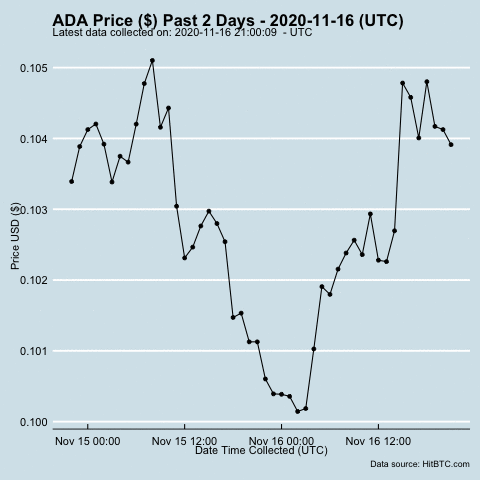 ADA Price ($) Past 2 Days - 2020-11-16 (UTC)
Latest data collected on: 2020-11-16 21:00:09  - UTC
0.105
0.104
0.103
0.102
0.101
0.100
Price USD ($)
Nov 15 00:00
Nov 15 12:00
Nov 16 00:00
Nov 16 12:00
Date Time Collected (UTC)
Data source: HitBTC.com